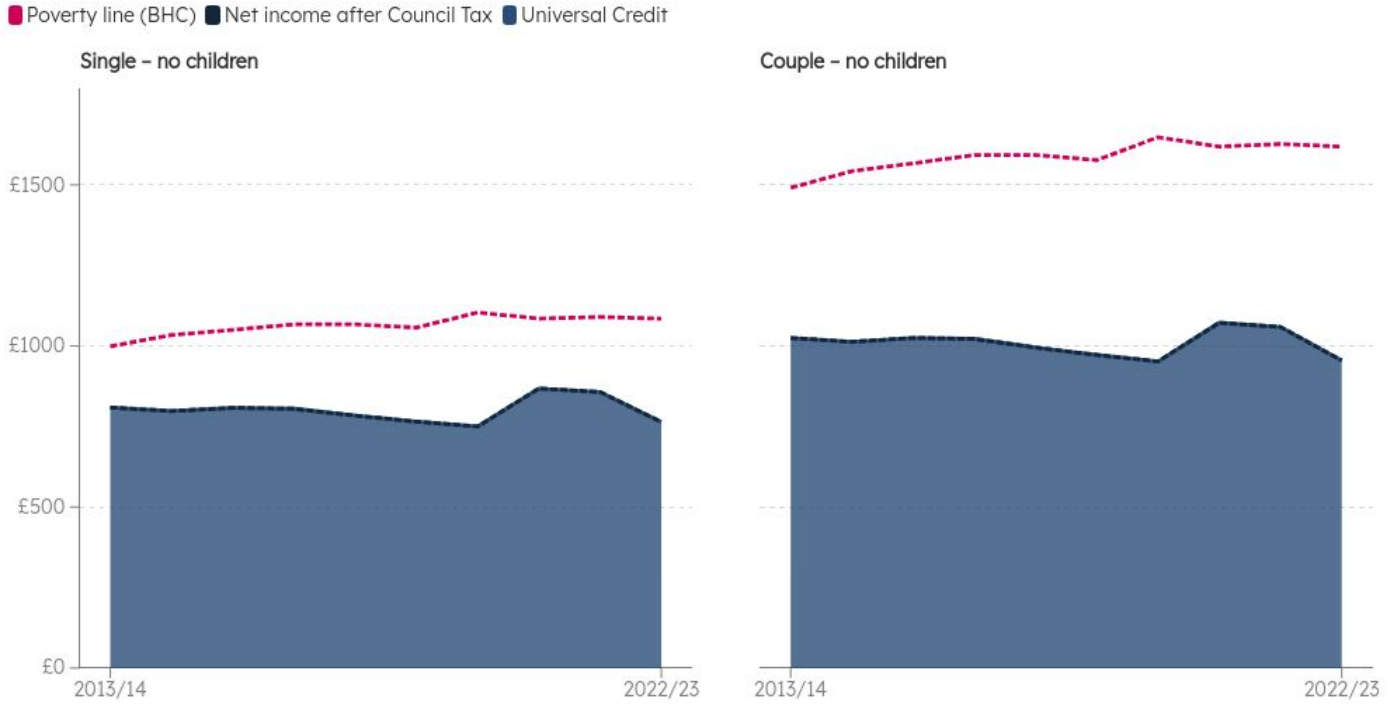 Poverty line (BHC) Net income after Council Tax Universal Credit
Single – no children
Couple – no children
£1500
£1000
£500
£0
2013/14
2022/23
2013/14
2022/23